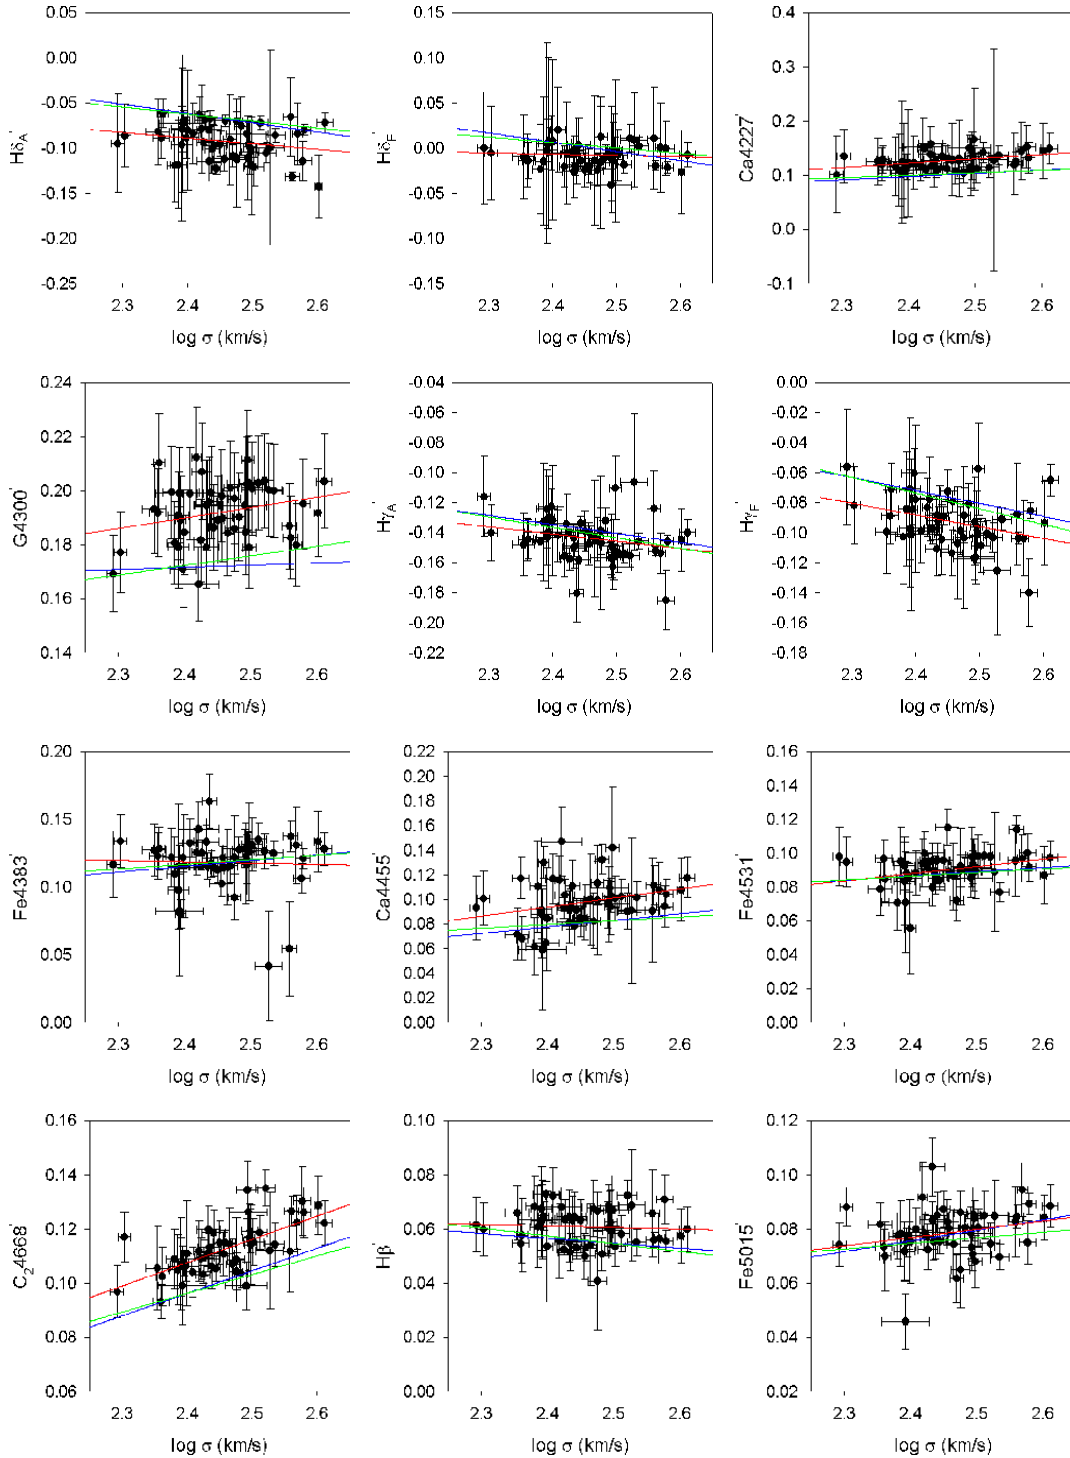 0.05 0.15 0.4
0.00 0.10 0.3
-0.05 0.05 0.2
-0.10 0.00 0.1
-0.15 -0.05 0.0
-0.20 -0.10
-0.25 -0.15 -0.1
HδA' HδF' Ca4227'
2.3 2.4 2.5 2.6 2.3 2.4 2.5 2.6 2.3 2.4 2.5 2.6
log σ (km/s) log σ (km/s) log σ (km/s)
0.24 -0.04 0.00
-0.06 -0.02
0.22 -0.08 -0.04
-0.10 -0.06
0.20 -0.12 -0.08
0.18 -0.14 -0.10
-0.16 -0.12
0.16 -0.18 -0.14
-0.20 -0.16
0.14 -0.22 -0.18
G4300' HγA' HγF'
2.3 2.4 2.5 2.6 2.3 2.4 2.5 2.6 2.3 2.4 2.5 2.6
log σ (km/s) log σ (km/s) log σ (km/s)
0.20 0.22 0.16
0.20 0.14
0.15 0.18 0.12
0.16 0.10
0.14
0.10 0.12 0.08
0.10 0.06
0.05 0.08 0.04
0.06
0.04 0.02
0.02
0.00 0.00 0.00
Fe4383' Ca4455' Fe4531'
2.3 2.4 2.5 2.6 2.3 2.4 2.5 2.6 2.3 2.4 2.5 2.6
log σ (km/s) log σ (km/s) log σ (km/s)
0.16 0.10 0.12
0.14 0.08 0.10
0.12 0.06 0.08
0.10 0.04 0.06
0.08 0.02 0.04
0.06 0.00 0.02
C24668' Hβ' Fe5015'
2.3 2.4 2.5 2.6 2.3 2.4 2.5 2.6 2.3 2.4 2.5 2.6
log σ (km/s) log σ (km/s) log σ (km/s)